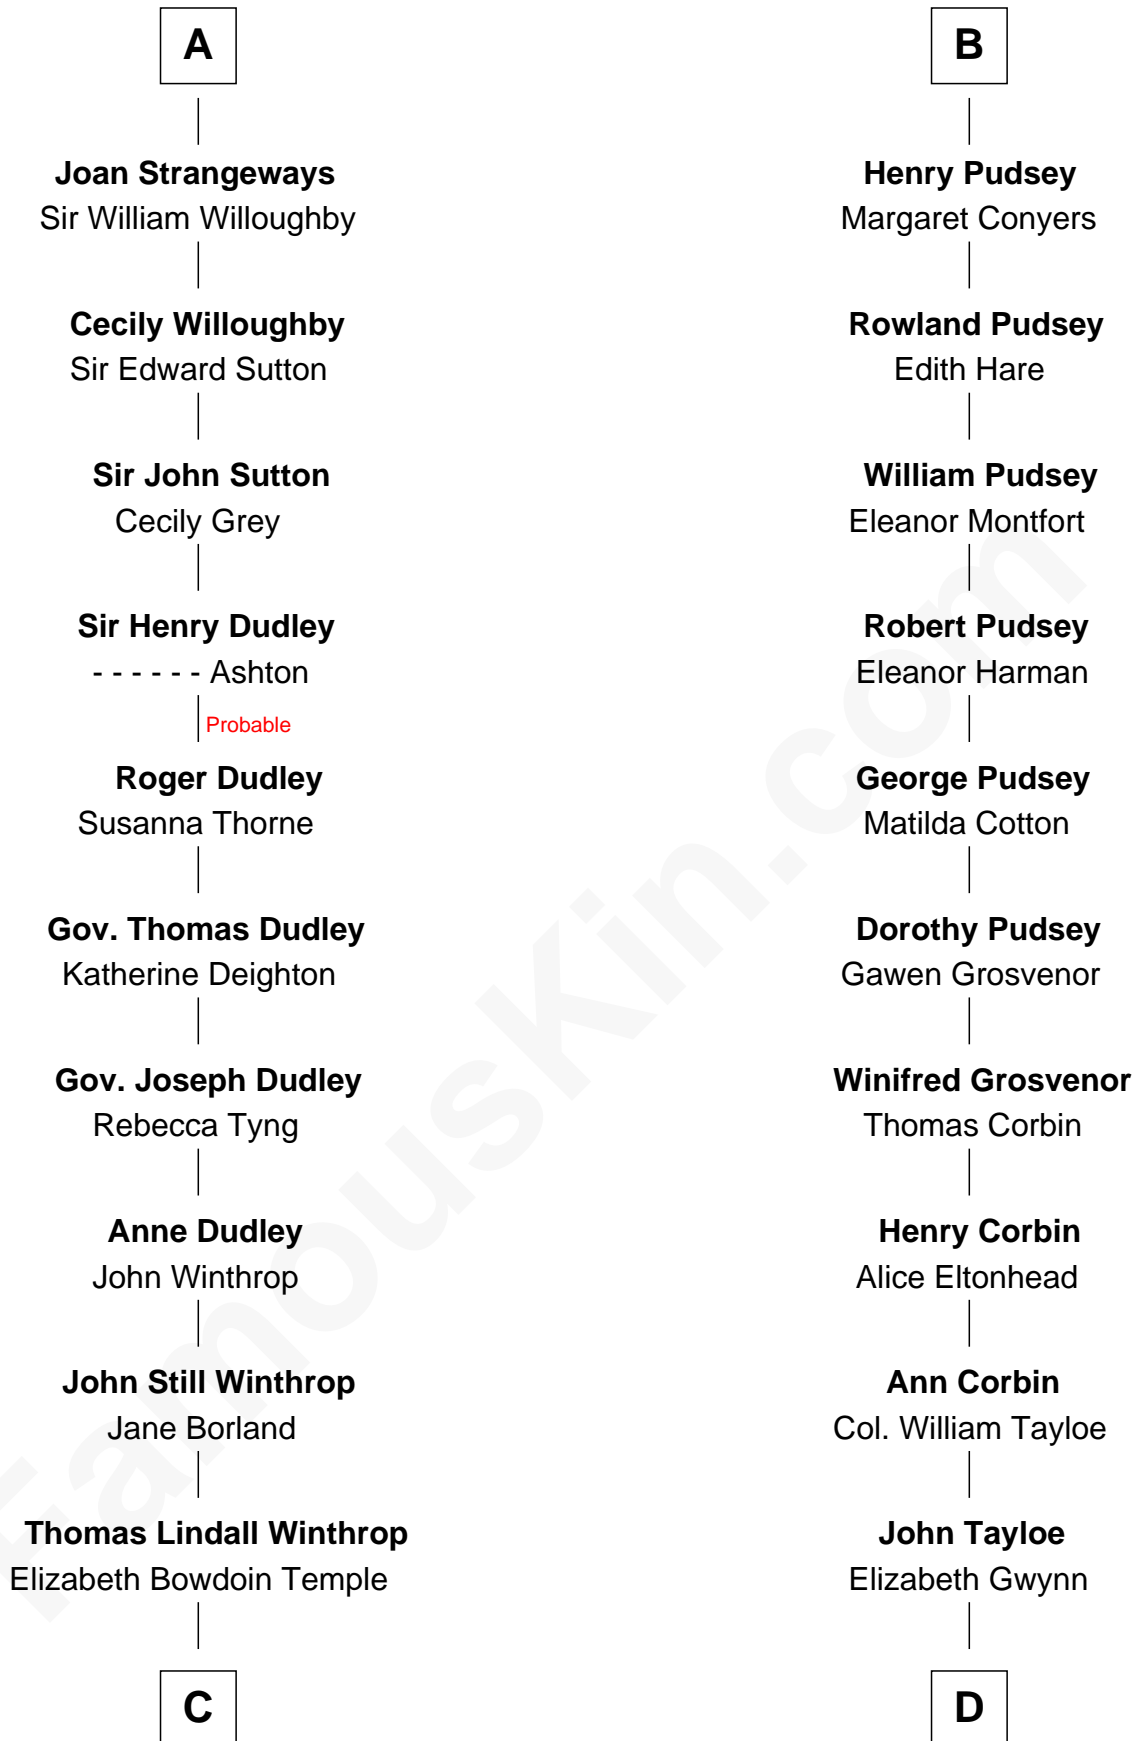 A
Joan Strangeways
Sir William Willoughby
Cecily Willoughby
Sir Edward Sutton
Sir John Sutton
Cecily Grey
Sir Henry Dudley
- - - - - - Ashton
Probable
Roger Dudley
Susanna Thorne
Gov. Thomas Dudley
Katherine Deighton
Gov. Joseph Dudley
Rebecca Tyng
Anne Dudley
John Winthrop
John Still Winthrop
Jane Borland
Thomas Lindall Winthrop
Elizabeth Bowdoin Temple
C
B
Henry Pudsey
Margaret Conyers
Rowland Pudsey
Edith Hare
William Pudsey
Eleanor Montfort
Robert Pudsey
Eleanor Harman
George Pudsey
Matilda Cotton
Dorothy Pudsey
Gawen Grosvenor
Winifred Grosvenor
Thomas Corbin
Henry Corbin
Alice Eltonhead
Ann Corbin
Col. William Tayloe
John Tayloe
Elizabeth Gwynn
D
FamousKin.com